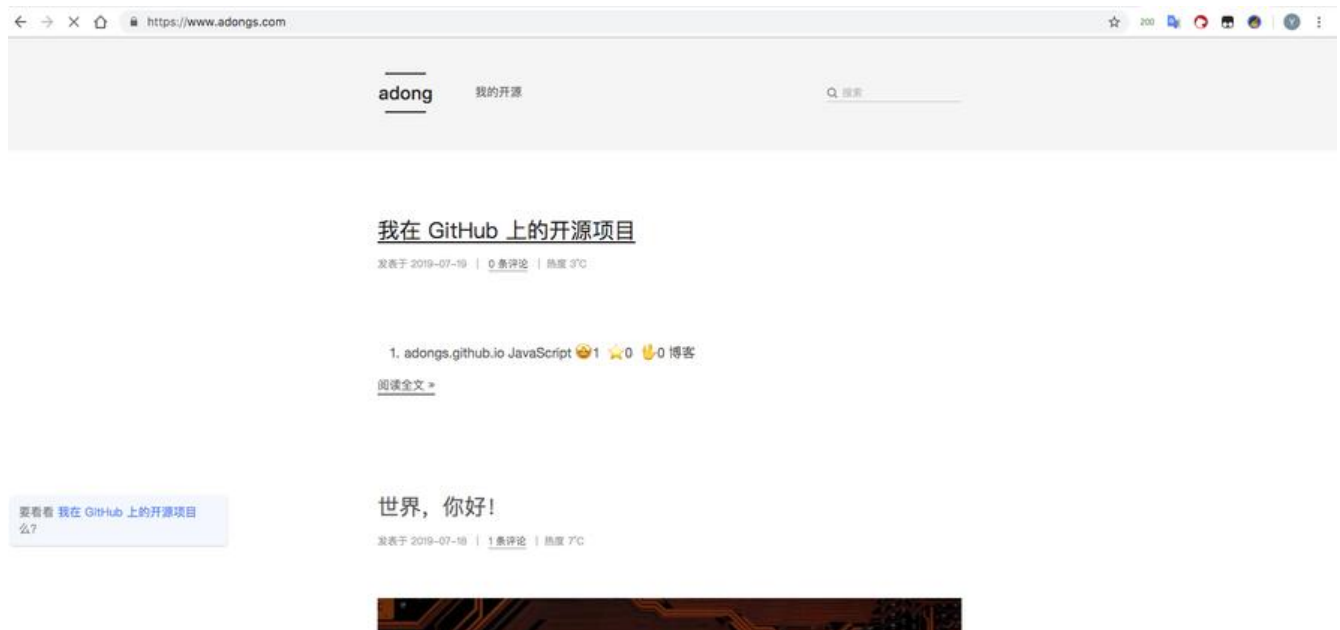 https://www.adongs.com
200
Y
adong
我的开源
搜索
我在 GitHub 上的开源项目
发表于 2019-07-19 | 0 条评论 | 热度 3℃
1. adongs.github.io JavaScript 🤩1 ⭐0 🖖0 博客
阅读全文 »
世界，你好！
发表于 2019-07-18 | 1 条评论 | 热度 7℃
要看看 我在 GitHub 上的开源项目
么?